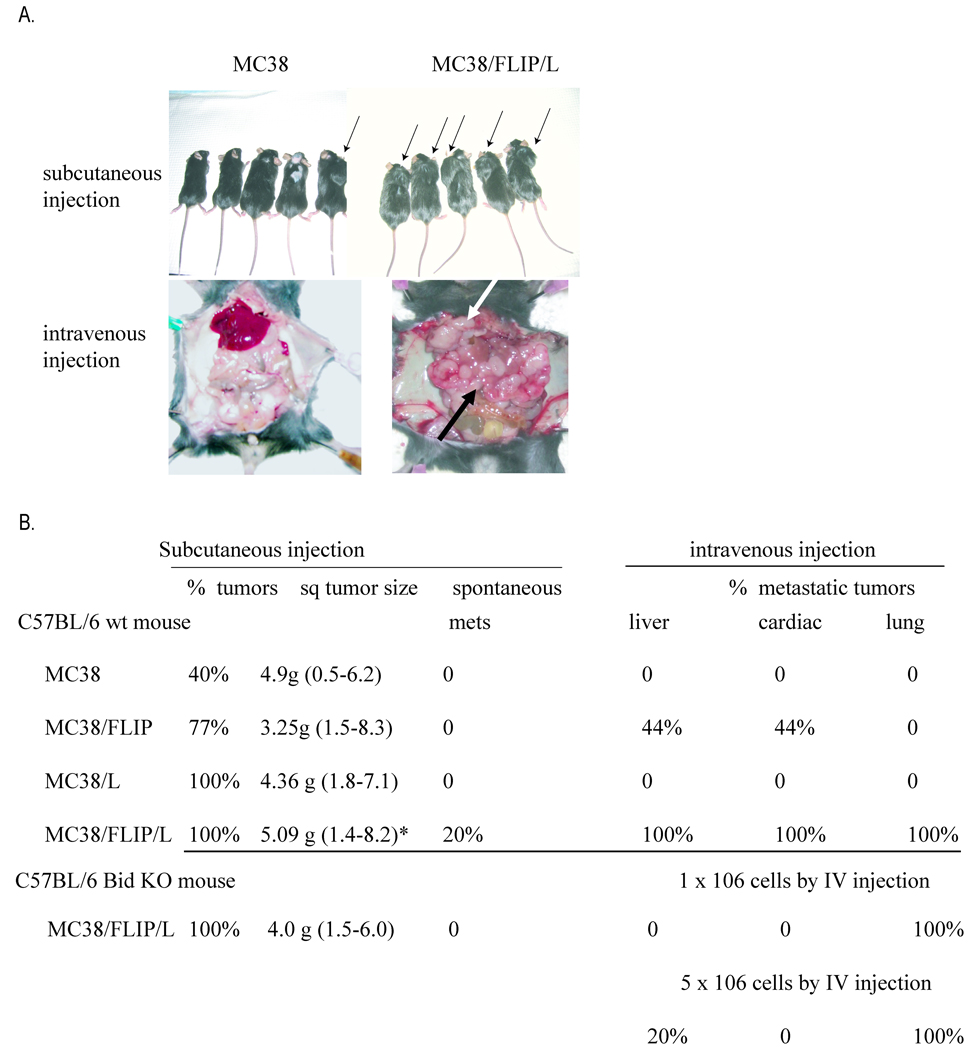 A.
MC38 MC38/FLIP/L
subcutaneous
injection
intravenous
injection
B.
Subcutaneous injection intravenous injection
% tumors sq tumor size spontaneous % metastatic tumors
C57BL/6 wt mouse mets liver cardiac lung
MC38 40% 4.9g (0.5-6.2) 0 0 0 0
MC38/FLIP 77% 3.25g (1.5-8.3) 0 44% 44% 0
MC38/L 100% 4.36 g (1.8-7.1) 0 0 0 0
MC38/FLIP/L 100% 5.09 g (1.4-8.2)* 20% 100% 100% 100%
C57BL/6 Bid KO mouse 1 x 106 cells by IV injection
MC38/FLIP/L 100% 4.0 g (1.5-6.0) 0 0 0 100%
5 x 106 cells by IV injection
20% 0 100%